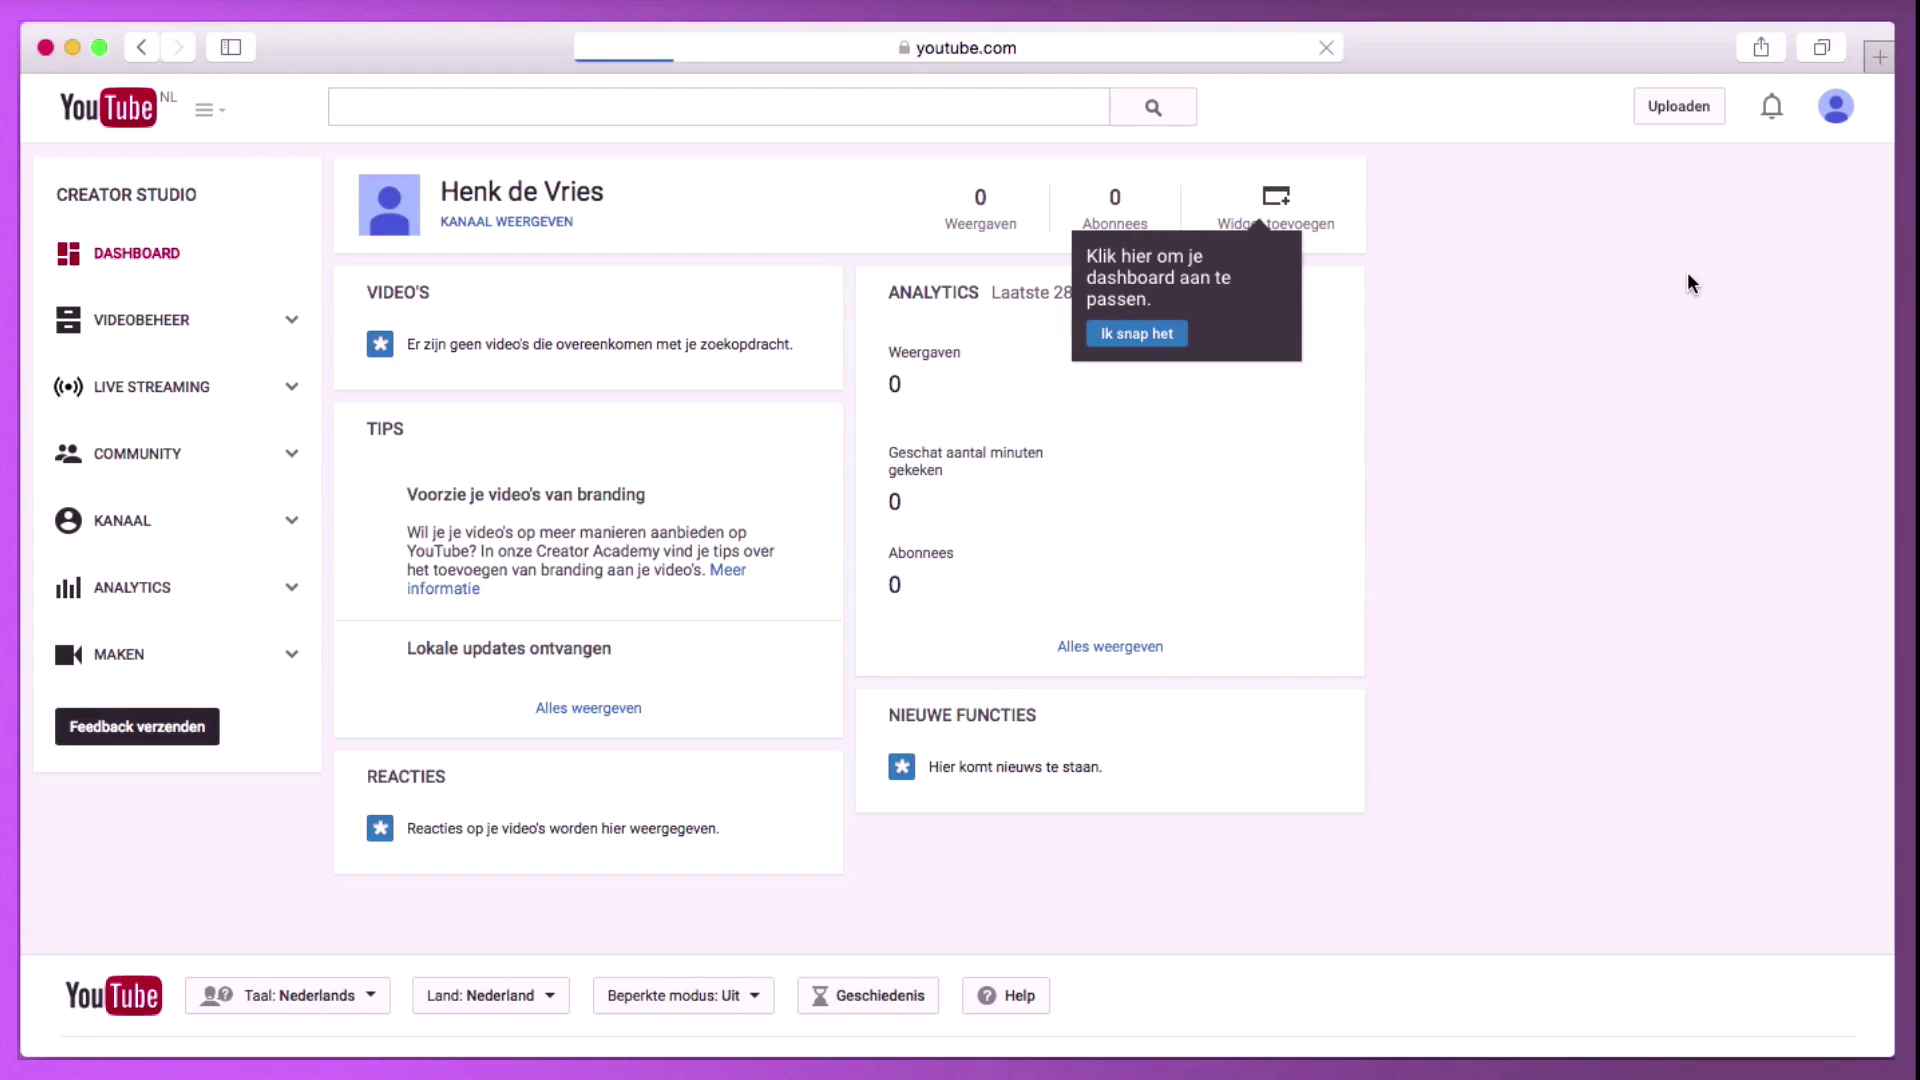 youtube.com
YouTube NL
Uploaden
CREATOR STUDIO
DASHBOARD
VIDEOBEHEER
LIVE STREAMING
COMMUNITY
KANAAL
ANALYTICS
MAKEN
Feedback verzenden
Henk de Vries
KANAAL WEERGEVEN
0
Weergaven
0
Abonnees
toevoegen
Klik hier om je
dashboard aan te
passen.
Ik snap het
VIDEO'S
Er zijn geen video's die overeenkomen met je zoekopdracht.
TIPS
Voorzie je video's van branding
Wil je je video's op meer manieren aanbieden op
YouTube? In onze Creator Academy vind je tips over
het toevoegen van branding aan je video's. Meer
informatie
Lokale updates ontvangen
Alles weergeven
REACTIES
Reacties op je video's worden hier weergegeven.
ANALYTICS Laatste 28
Weergaven
0
Geschat aantal minuten
gekeken
0
Abonnees
0
Alles weergeven
NIEUWE FUNCTIES
Hier komt nieuws te staan.
YouTube
Taal: Nederlands
Land: Nederland
Beperkte modus: Uit
Geschiedenis
Help